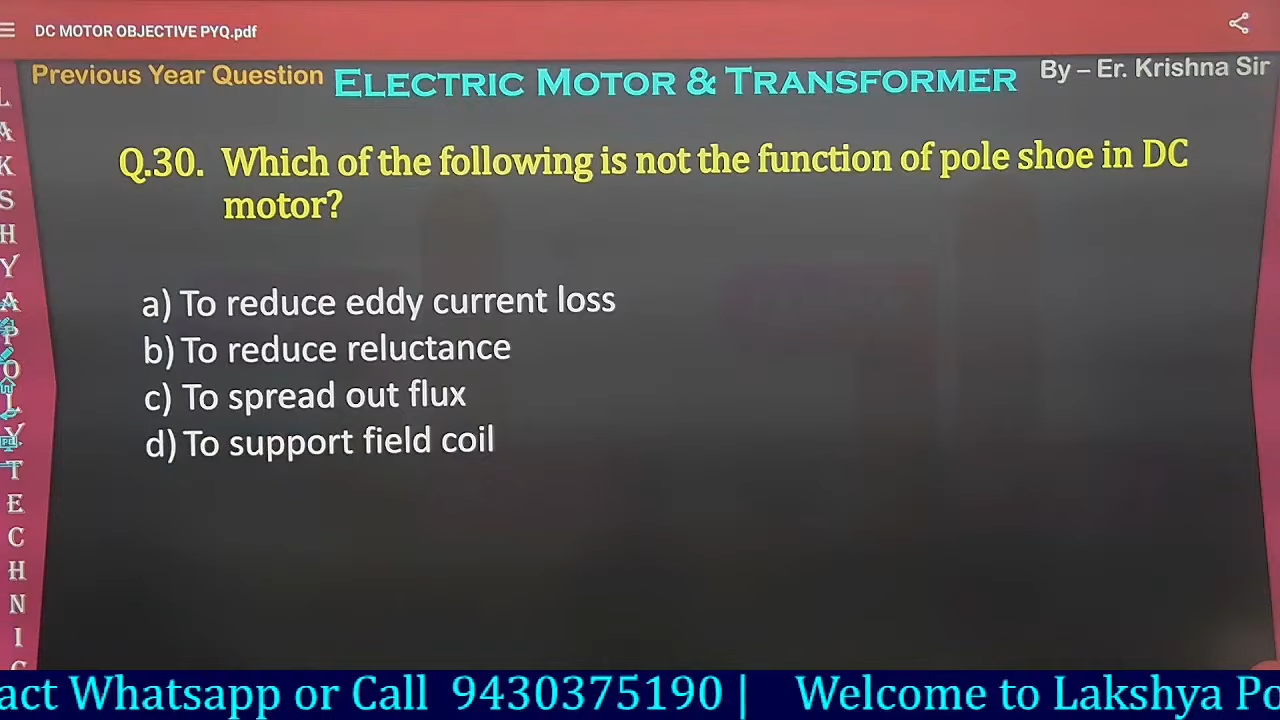 DC MOTOR OBJECTIVE PYQ.pdf
Previous Year Question
ELECTRIC MOTOR & TRANSFORMER
By – Er. Krishna Sir
Q.30. Which of the following is not the function of pole shoe in DC
motor?
a) To reduce eddy current loss
b) To reduce reluctance
c) To spread out flux
d) To support field coil
L
A
K
S
H
Y
A
P
O
L
Y
T
E
C
H
N
I
C
act Whatsapp or Call 9430375190 | Welcome to Lakshya Po